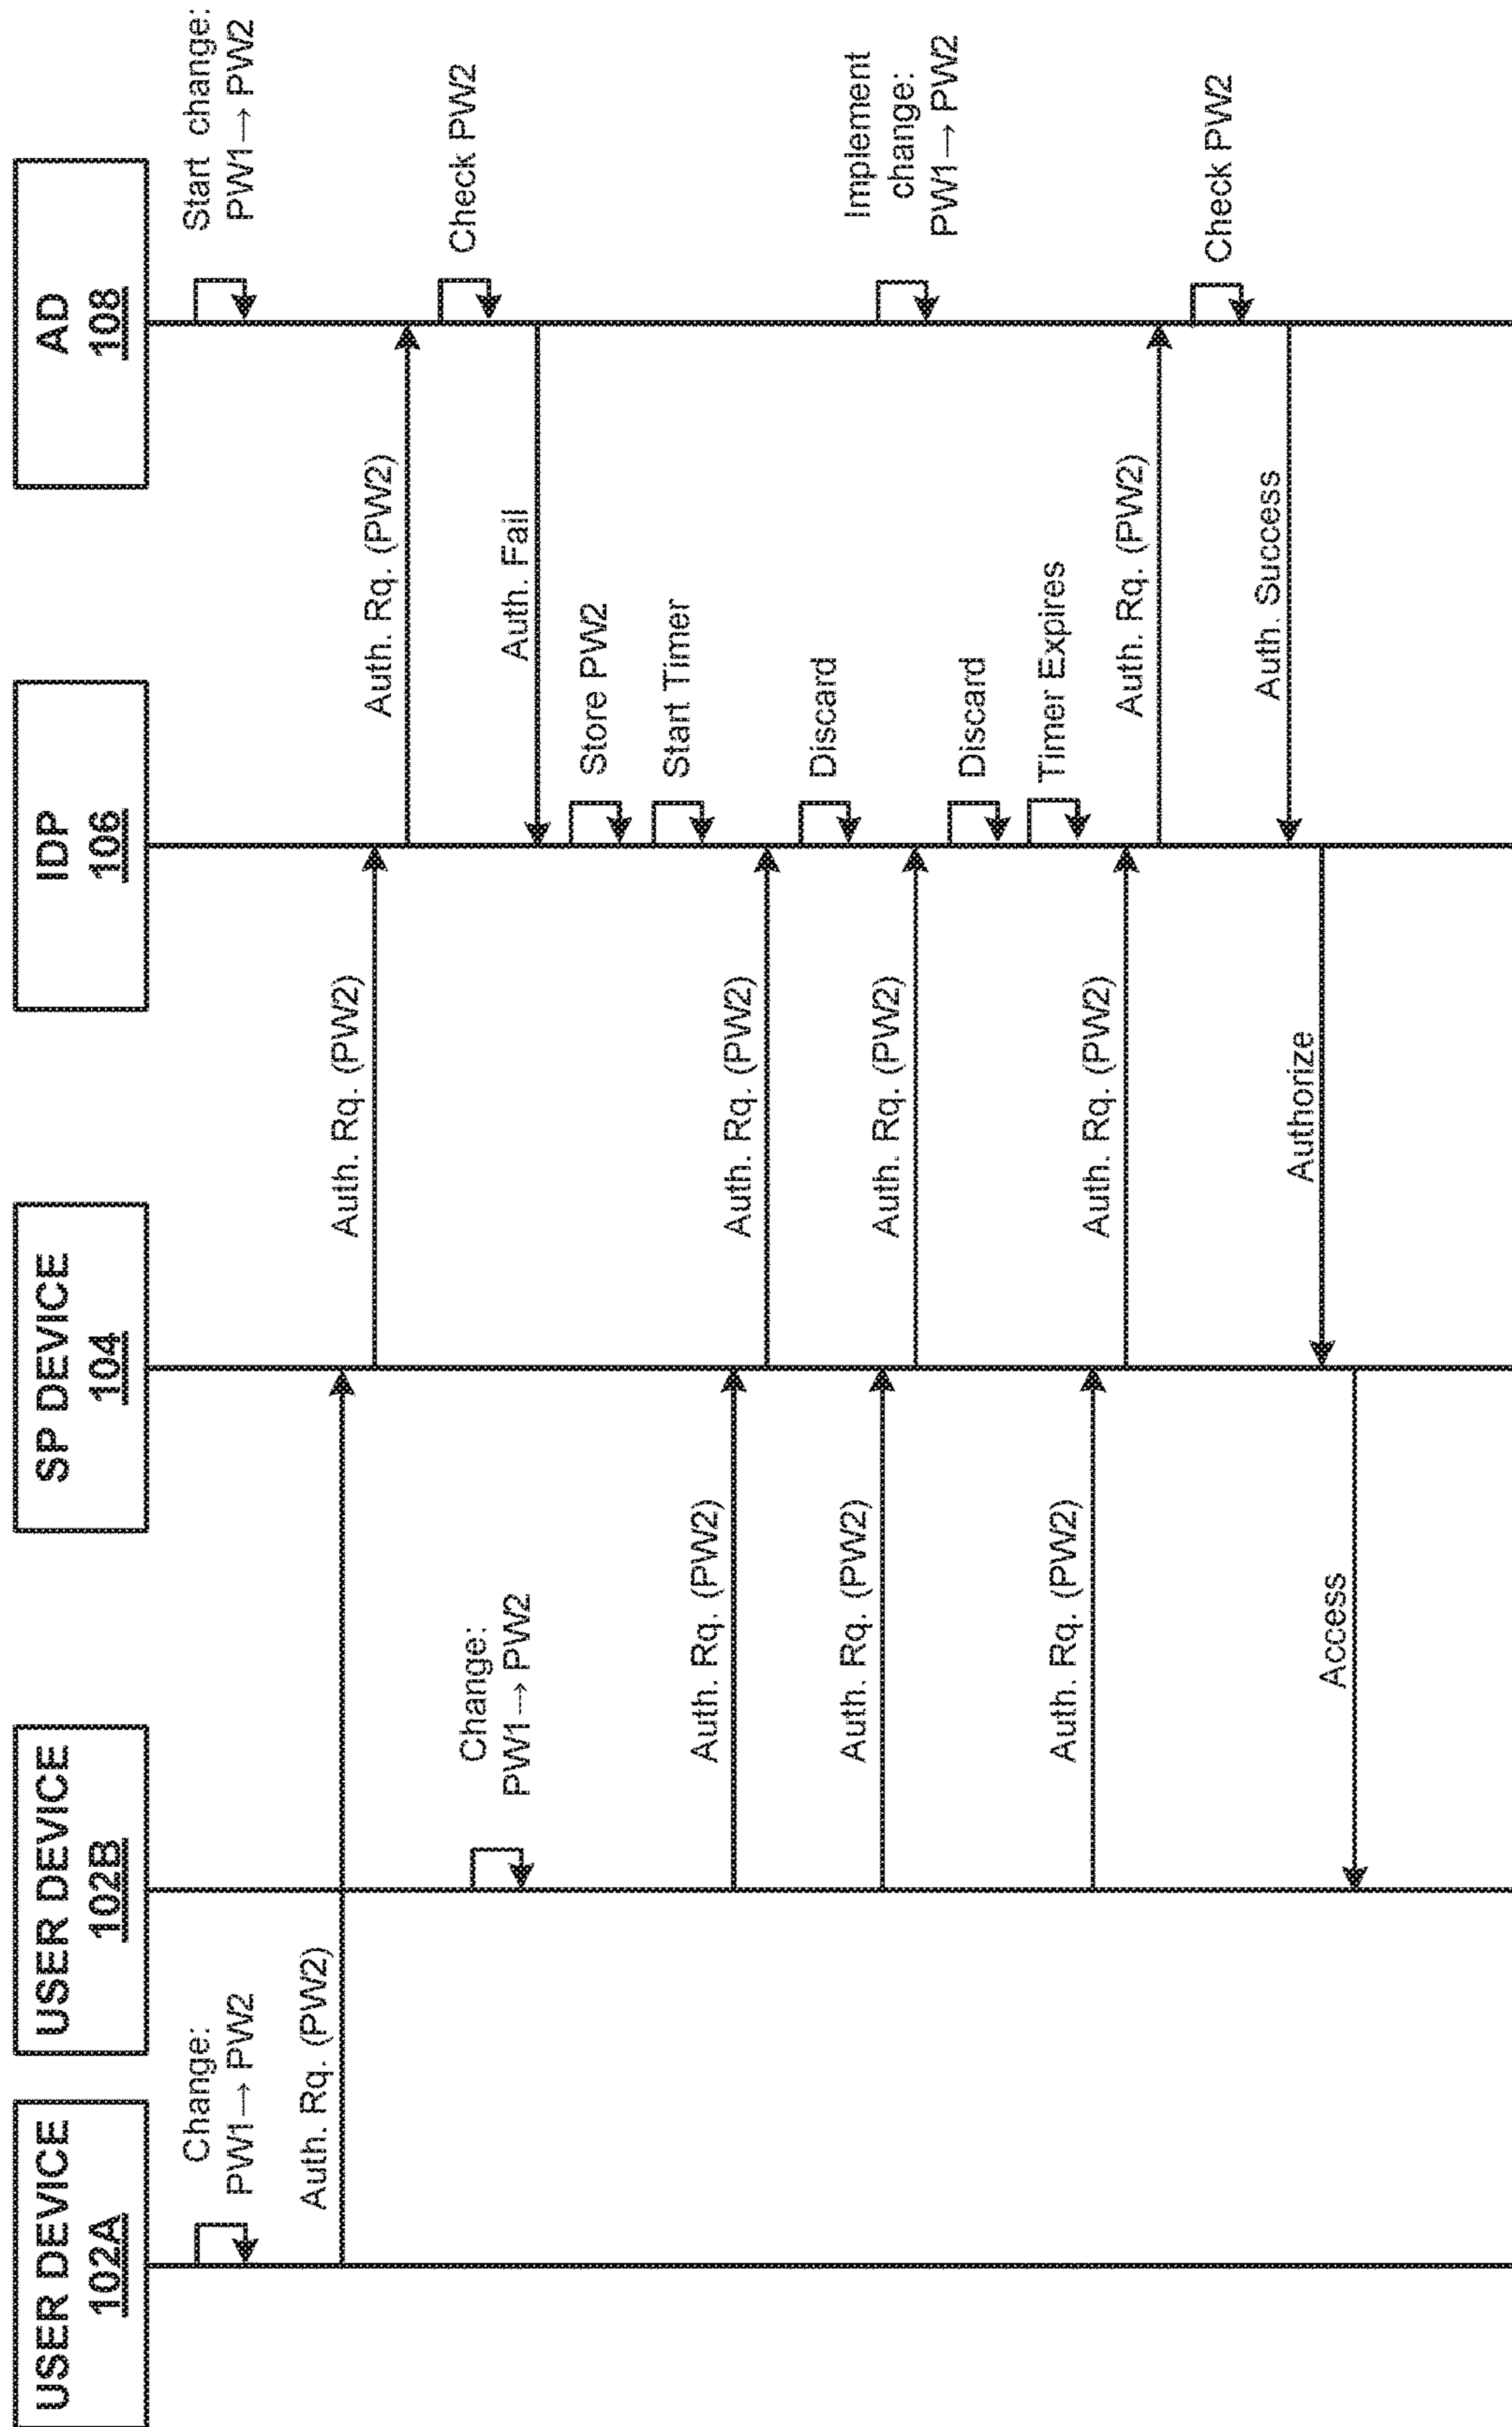 USER DEVICE
102A
USER DEVICE
102B
SP DEVICE
104
IDP
106
AD
108
Change:
PW1→ PW2
Start change:
PW1→ PW2
Auth. Rq. (PW2)
Auth. Rq. (PW2)
Auth. Rq. (PW2)
Check PW2
Change:
PW1→ PW2
Auth. Fail
Store PW2
Start Timer
Auth. Rq. (PW2)
Auth. Rq. (PW2)
Discard
Implement
change:
PW1→ PW2
Auth. Rq. (PW2)
Auth. Rq. (PW2)
Discard
Timer Expires
Auth. Rq. (PW2)
Auth. Rq. (PW2)
Auth. Rq. (PW2)
Check PW2
Auth. Success
Authorize
Access